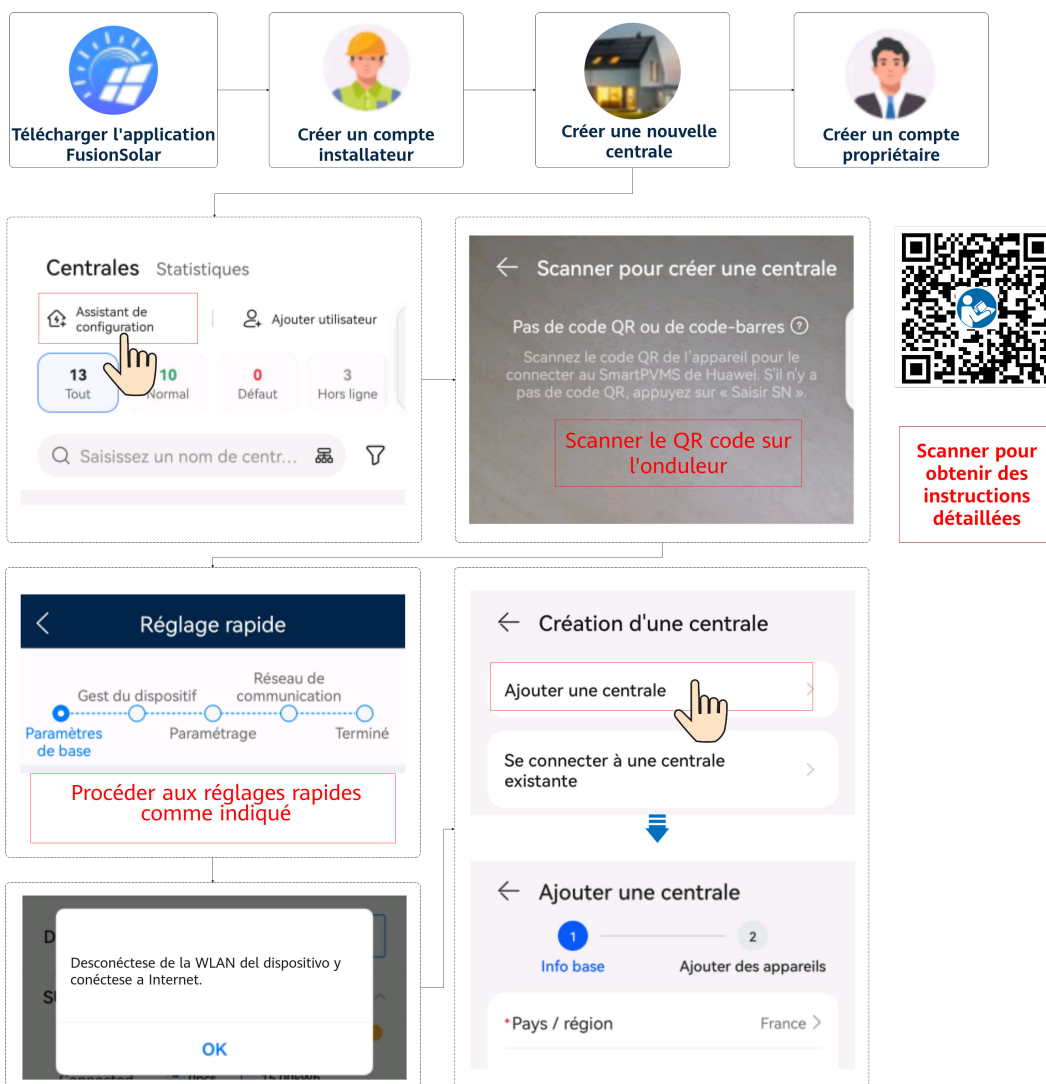 Télécharger l'application
FusionSolar
Créer un compte
installateur
Créer une nouvelle
centrale
Créer un compte
propriétaire
Centrales Statistiques
Assistant de
configuration
Ajouter utilisateur
13
Tout
10
Normal
0
Défaut
3
Hors ligne
Saisissez un nom de centr...
Scanner pour créer une centrale
Pas de code QR ou de code-barres
Scannez le code QR de l'appareil pour le
connecter au SmartPVMS de Huawei. S'il n'y a
pas de code QR, appuyez sur « Saisir SN ».
Scanner le QR code sur
l'onduleur
Scanner pour
obtenir des
instructions
détaillées
Réglage rapide
Réseau de
Gest du dispositif communication
Paramètres
de base
Paramétrage
Terminé
Procéder aux réglages rapides
comme indiqué
Création d'une centrale
Ajouter une centrale
Se connecter à une centrale
existante
Desconéctese de la WLAN del dispositivo y
conéctese a Internet.
OK
Ajouter une centrale
1
2
Info base
Ajouter des appareils
*Pays / région
France